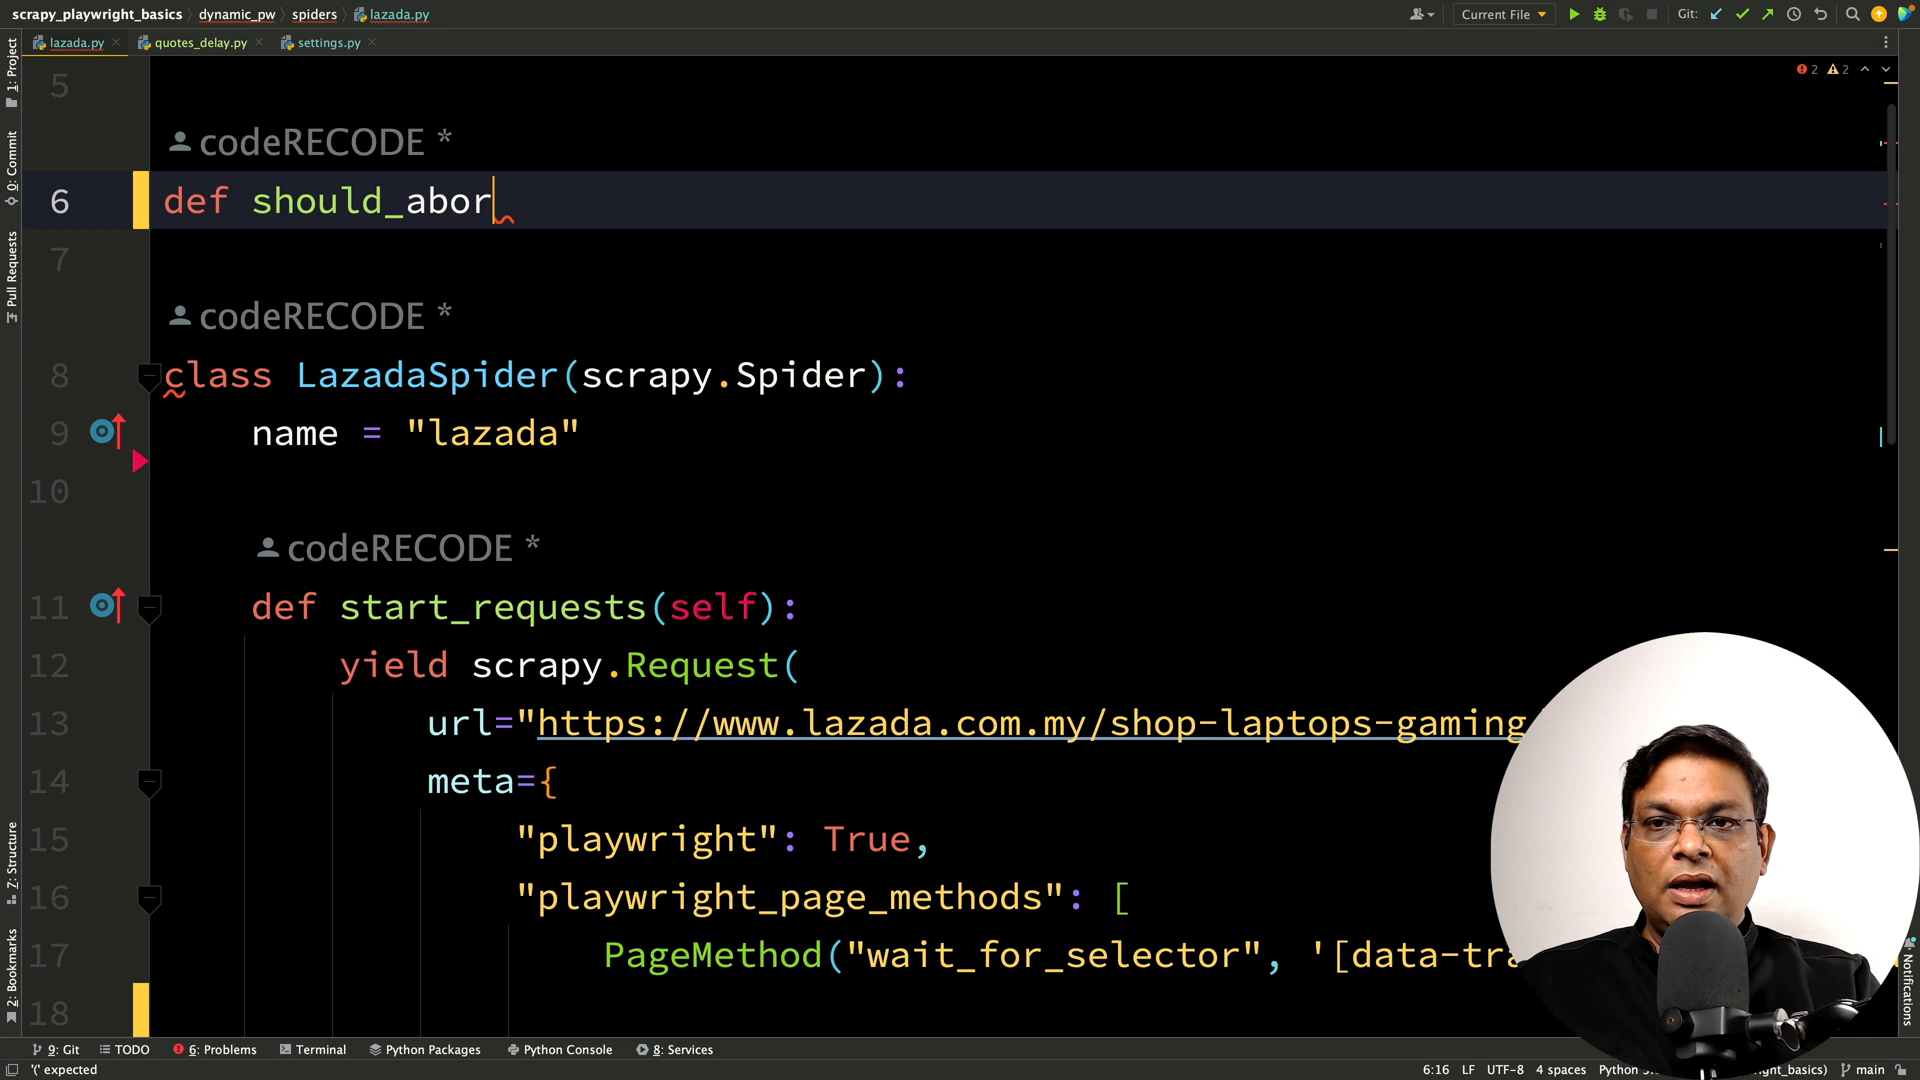 scrapy_playwright_basics dynamic_pw spiders lazada.py
Current File Git:
lazada.py quotes_delay.py settings.py
1: Project
0: Commit
Pull Requests
Z: Structure
2: Bookmarks
Notifications
2 2
5
codeRECODE *
6 def should_abor
7
codeRECODE *
8 class LazadaSpider(scrapy.Spider):
9 name = "lazada"
10
codeRECODE *
11 def start_requests(self):
12 yield scrapy.Request(
13 url="https://www.lazada.com.my/shop-laptops-gaming
14 meta={
15 "playwright": True,
16 "playwright_page_methods": [
17 PageMethod("wait_for_selector", '[data-tra
18
9: Git TODO 6: Problems Terminal Python Packages Python Console 8: Services
'(' expected 6:16 LF UTF-8 4 spaces Python ght_basics) main